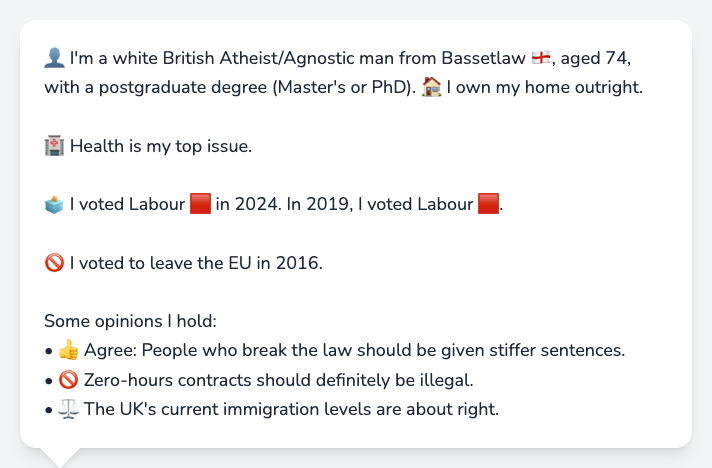 👤 I'm a white British Atheist/Agnostic man from Bassetlaw 🏴󠁧󠁢󠁥󠁮󠁧󠁿, aged 74,
with a postgraduate degree (Master's or PhD). 🏠 I own my home outright.
🏥 Health is my top issue.
🗳️ I voted Labour 🟥 in 2024. In 2019, I voted Labour 🟥.
🚫 I voted to leave the EU in 2016.
Some opinions I hold:
• 👍 Agree: People who break the law should be given stiffer sentences.
• 🚫 Zero-hours contracts should definitely be illegal.
• ⚖️ The UK's current immigration levels are about right.